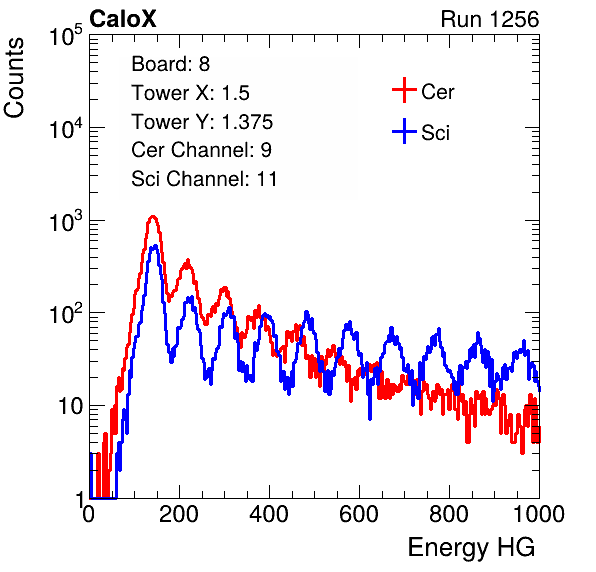 CaloX Run 1256
Counts
10^5
10^4
10^3
10^2
10
1
Board: 8
Tower X: 1.5
Tower Y: 1.375
Cer Channel: 9
Sci Channel: 11
Cer
Sci
0 200 400 600 800 1000
Energy HG